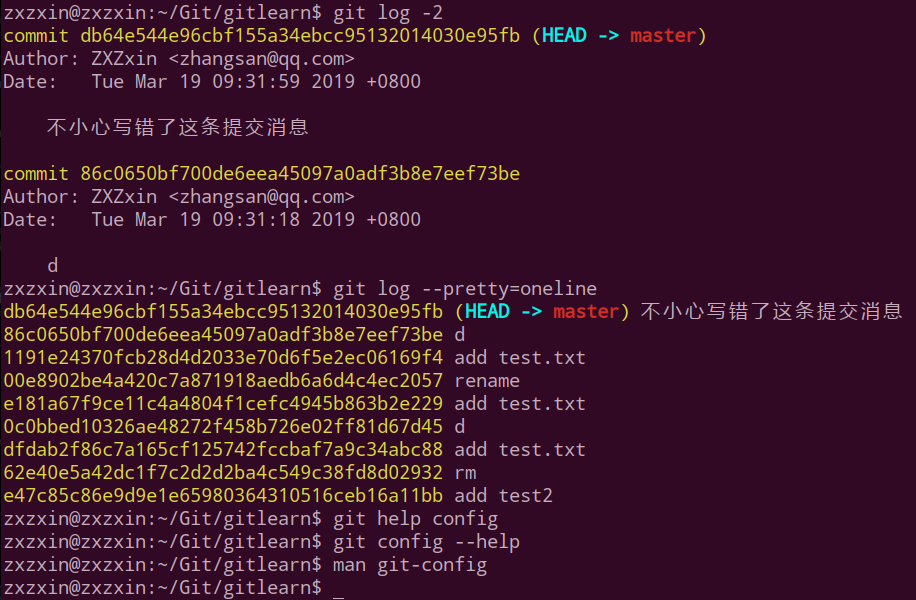 zxzxin@zxzxin:~/Git/gitlearn$ git log -2
commit db64e544e96cbf155a34ebcc95132014030e95fb (HEAD -> master)
Author: ZXZxin <zhangsan@qq.com>
Date:   Tue Mar 19 09:31:59 2019 +0800
不小心写错了这条提交消息
commit 86c0650bf700de6eea45097a0adf3b8e7eef73be
Author: ZXZxin <zhangsan@qq.com>
Date:   Tue Mar 19 09:31:18 2019 +0800
d
zxzxin@zxzxin:~/Git/gitlearn$ git log --pretty=oneline
db64e544e96cbf155a34ebcc95132014030e95fb (HEAD -> master) 不小心写错了这条提交消息
86c0650bf700de6eea45097a0adf3b8e7eef73be d
1191e24370fcb28d4d2033e70d6f5e2ec06169f4 add test.txt
00e8902be4a420c7a871918aedb6a6d4c4ec2057 rename
e181a67f9ce11c4a4804f1cefc4945b863b2e229 add test.txt
0c0bbed10326ae48272f458b726e02ff81d67d45 d
dfdab2f86c7a165cf125742fccbaf7a9c34abc88 add test.txt
62e40e5a42dc1f7c2d2d2ba4c549c38fd8d02932 rm
e47c85c86e9d9e1e65980364310516ceb16a11bb add test2
zxzxin@zxzxin:~/Git/gitlearn$ git help config
zxzxin@zxzxin:~/Git/gitlearn$ git config --help
zxzxin@zxzxin:~/Git/gitlearn$ man git-config
zxzxin@zxzxin:~/Git/gitlearn$ _